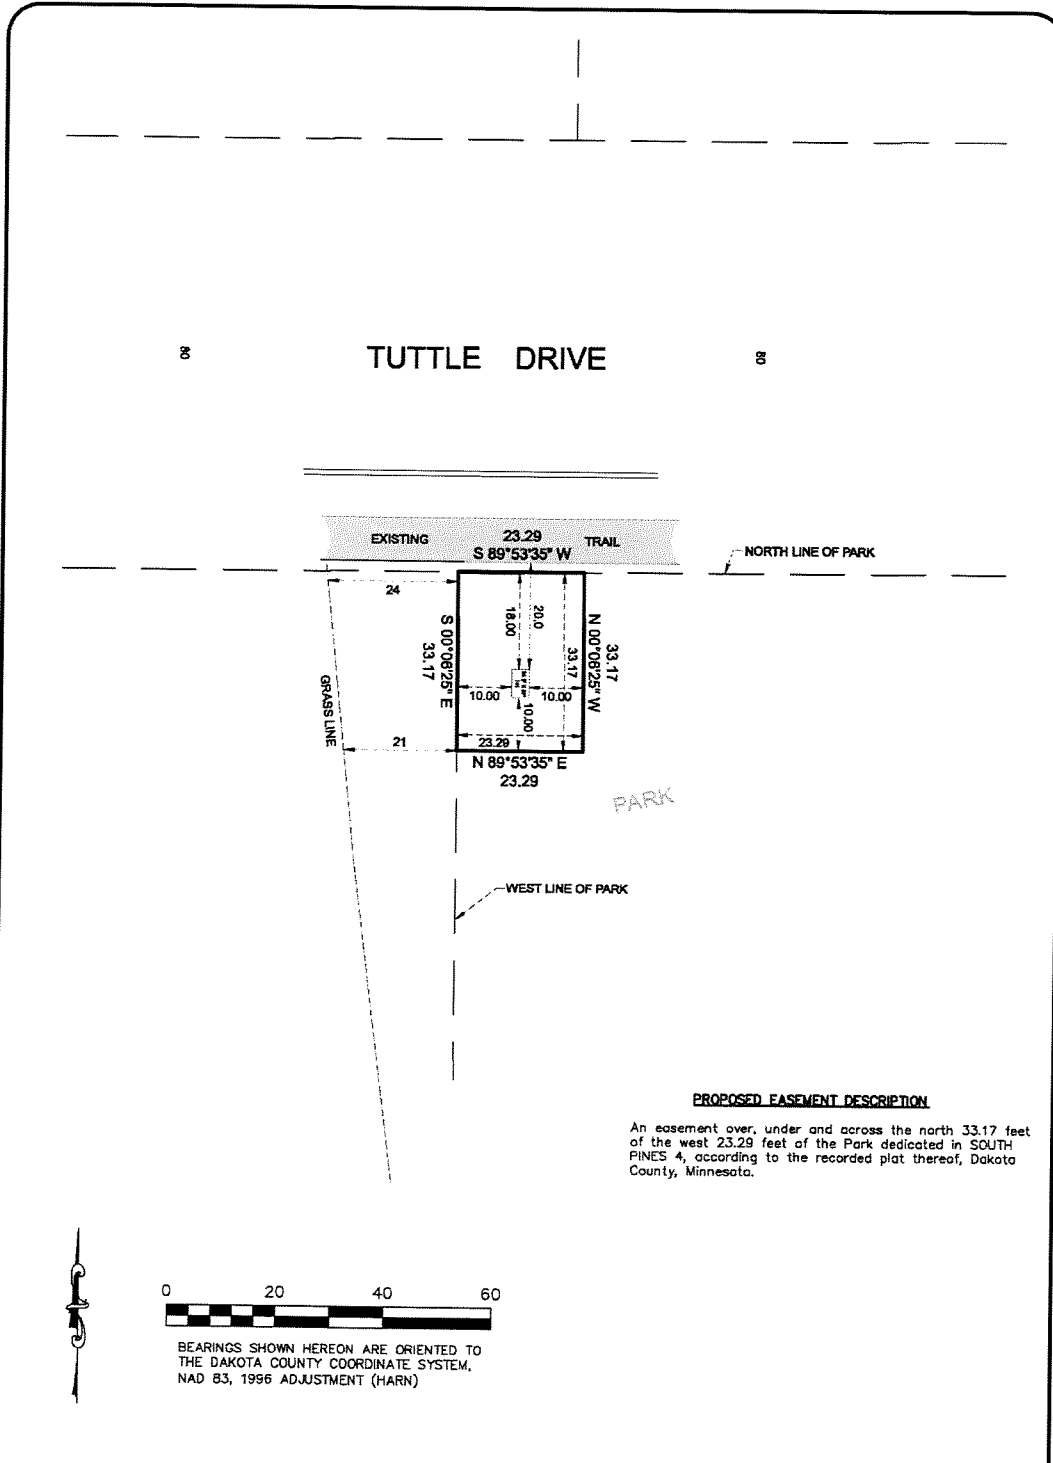 80
TUTTLE DRIVE
80
EXISTING
23.29
TRAIL
S 89°53'35" W
NORTH LINE OF PARK
24
S 00°06'25" E
33.17
18.00
20.0
33.17
N 00°06'25" W
33.17
GRASS LINE
10.00
10.00
10.00
21
23.29
N 89°53'35" E
23.29
PARK
WEST LINE OF PARK
PROPOSED EASEMENT DESCRIPTION
An easement over, under and across the north 33.17 feet
of the west 23.29 feet of the Park dedicated in SOUTH
PINES 4, according to the recorded plat thereof, Dakota
County, Minnesota.
0 20 40 60
BEARINGS SHOWN HEREON ARE ORIENTED TO
THE DAKOTA COUNTY COORDINATE SYSTEM,
NAD 83, 1996 ADJUSTMENT (HARN)